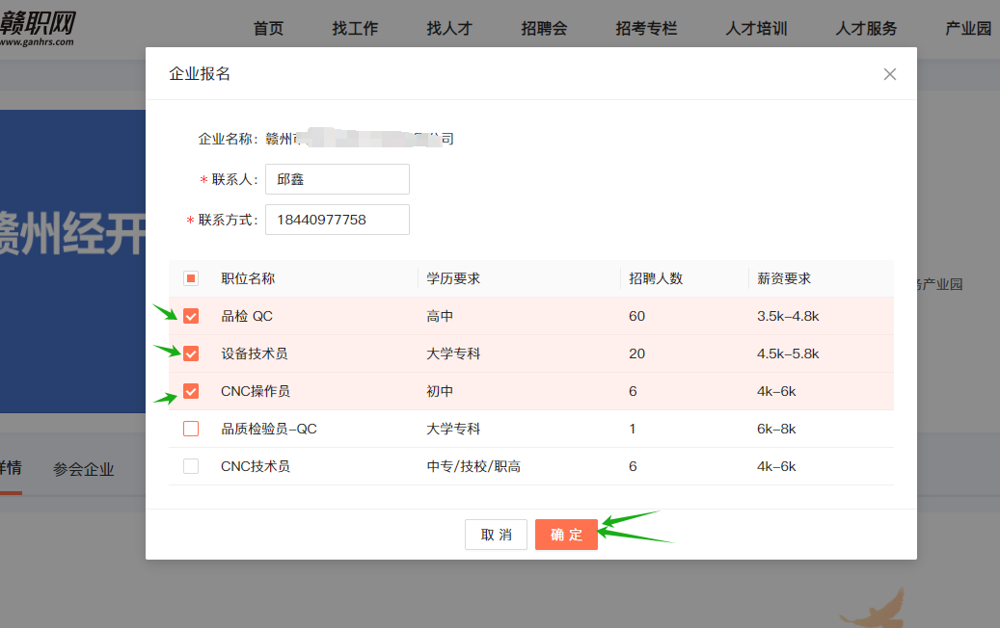 赣职网
www.ganhrs.com
首页 找工作 找人才 招聘会 招考专栏 人才培训 人才服务 产业园
企业报名
企业名称：赣州市 公司
* 联系人： 邱鑫
* 联系方式： 18440977758
赣州经开
职位名称 学历要求 招聘人数 薪资要求
务产业园
品检 QC 高中 60 3.5k-4.8k
设备技术员 大学专科 20 4.5k-5.8k
CNC操作员 初中 6 4k-6k
品质检验员-QC 大学专科 1 6k-8k
CNC技术员 中专/技校/职高 6 4k-6k
详情 参会企业
取 消 确 定